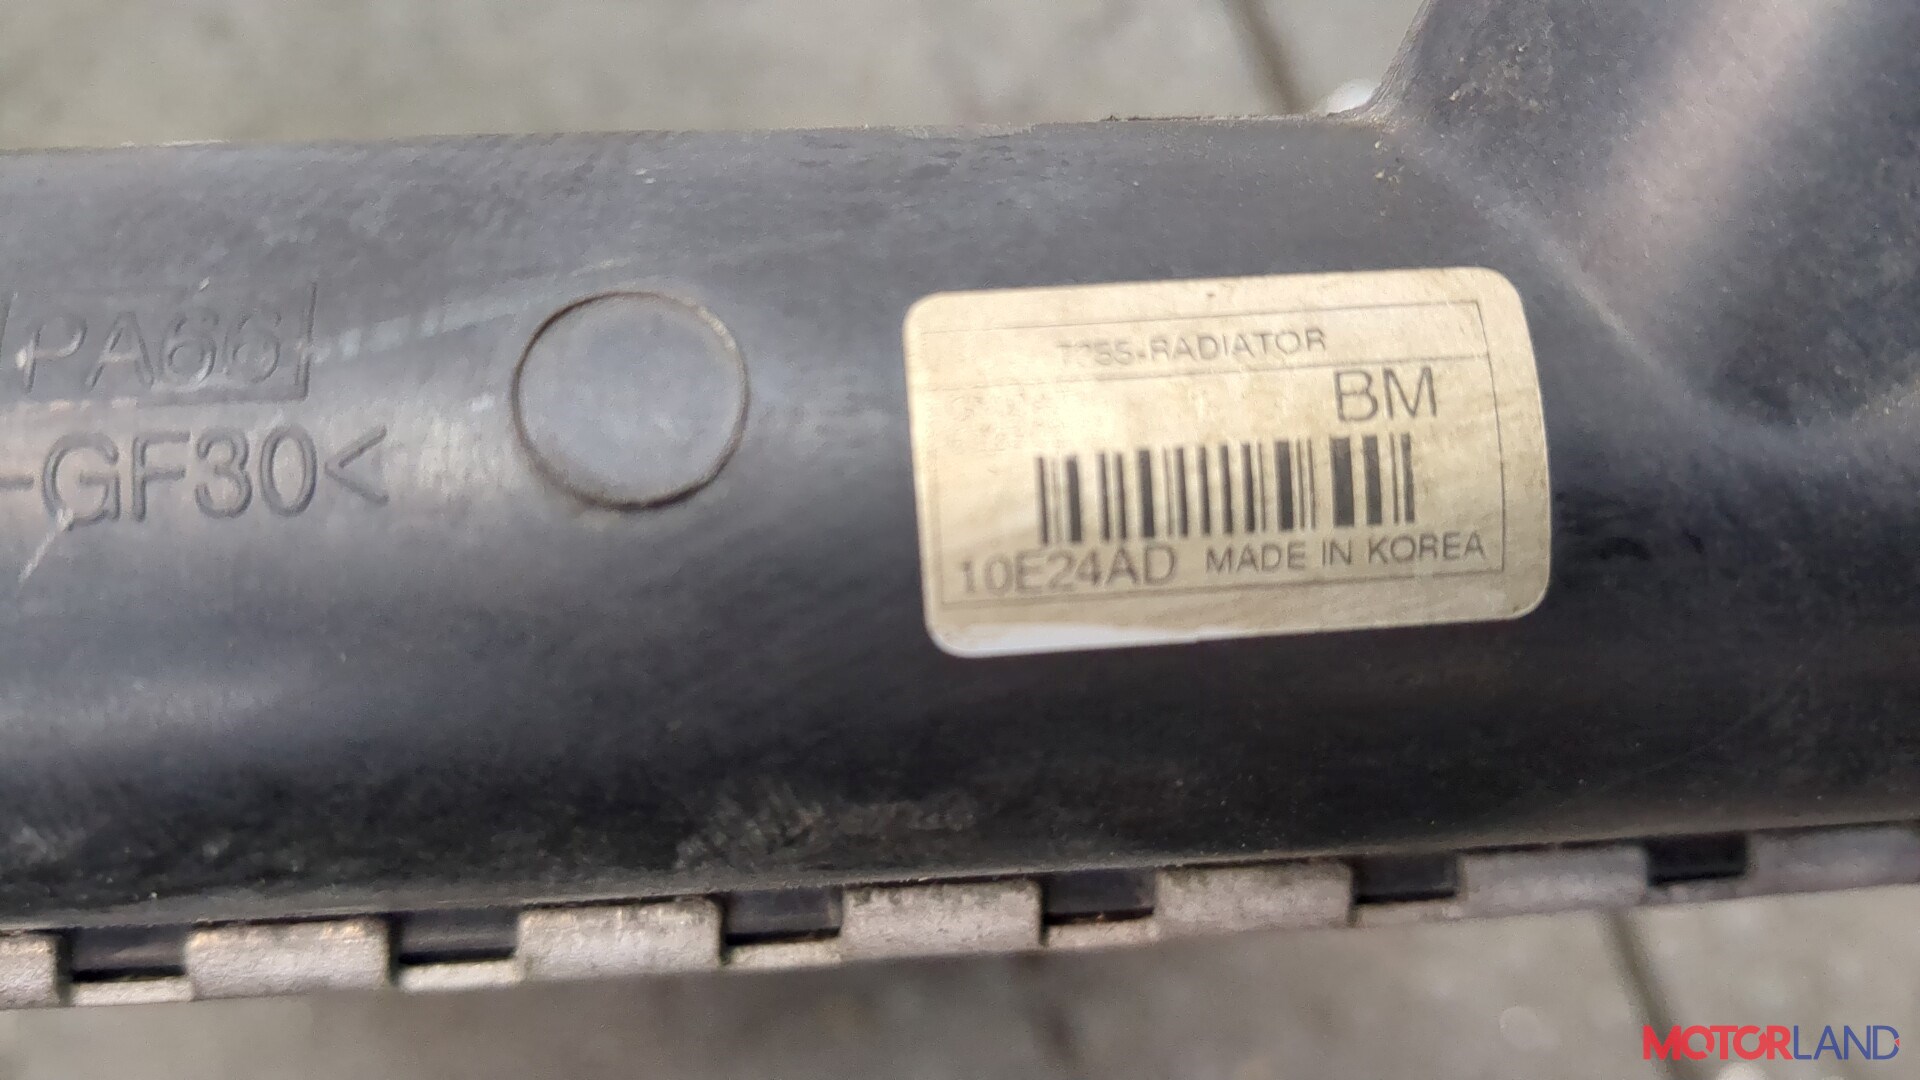 PA66
-GF30<
-RADIATOR
BM
10E24AD MADE IN KOREA
MOTORLAND